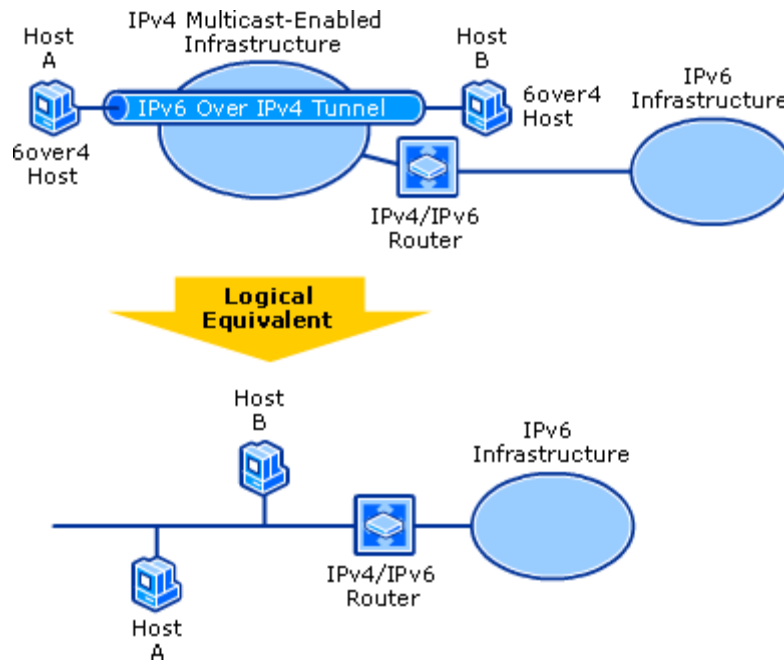 IPv4 Multicast-Enabled
Infrastructure
Host
A
Host
B
IPv6
Infrastructure
IPv6 Over IPv4 Tunnel
6over4
Host
6over4
Host
IPv4/IPv6
Router
Logical
Equivalent
Host
B
IPv6
Infrastructure
IPv4/IPv6
Router
Host
A